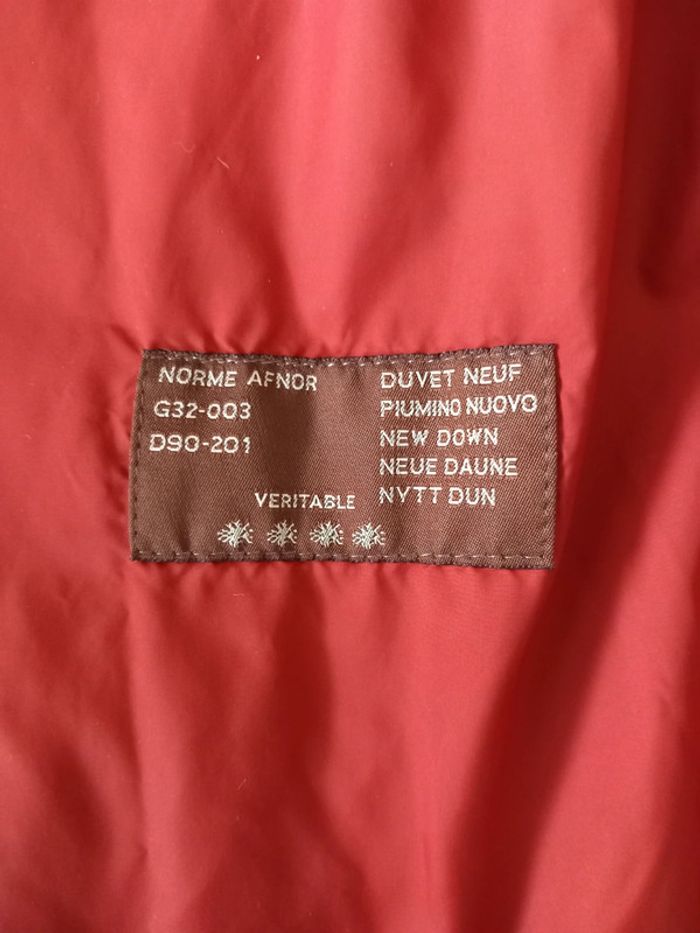 NORME AFNOR
G32-003
D90-201
DUVET NEUF
PIUMINO NUOVO
NEW DOWN
NEUE DAUNE
NYTT DUN
VERITABLE